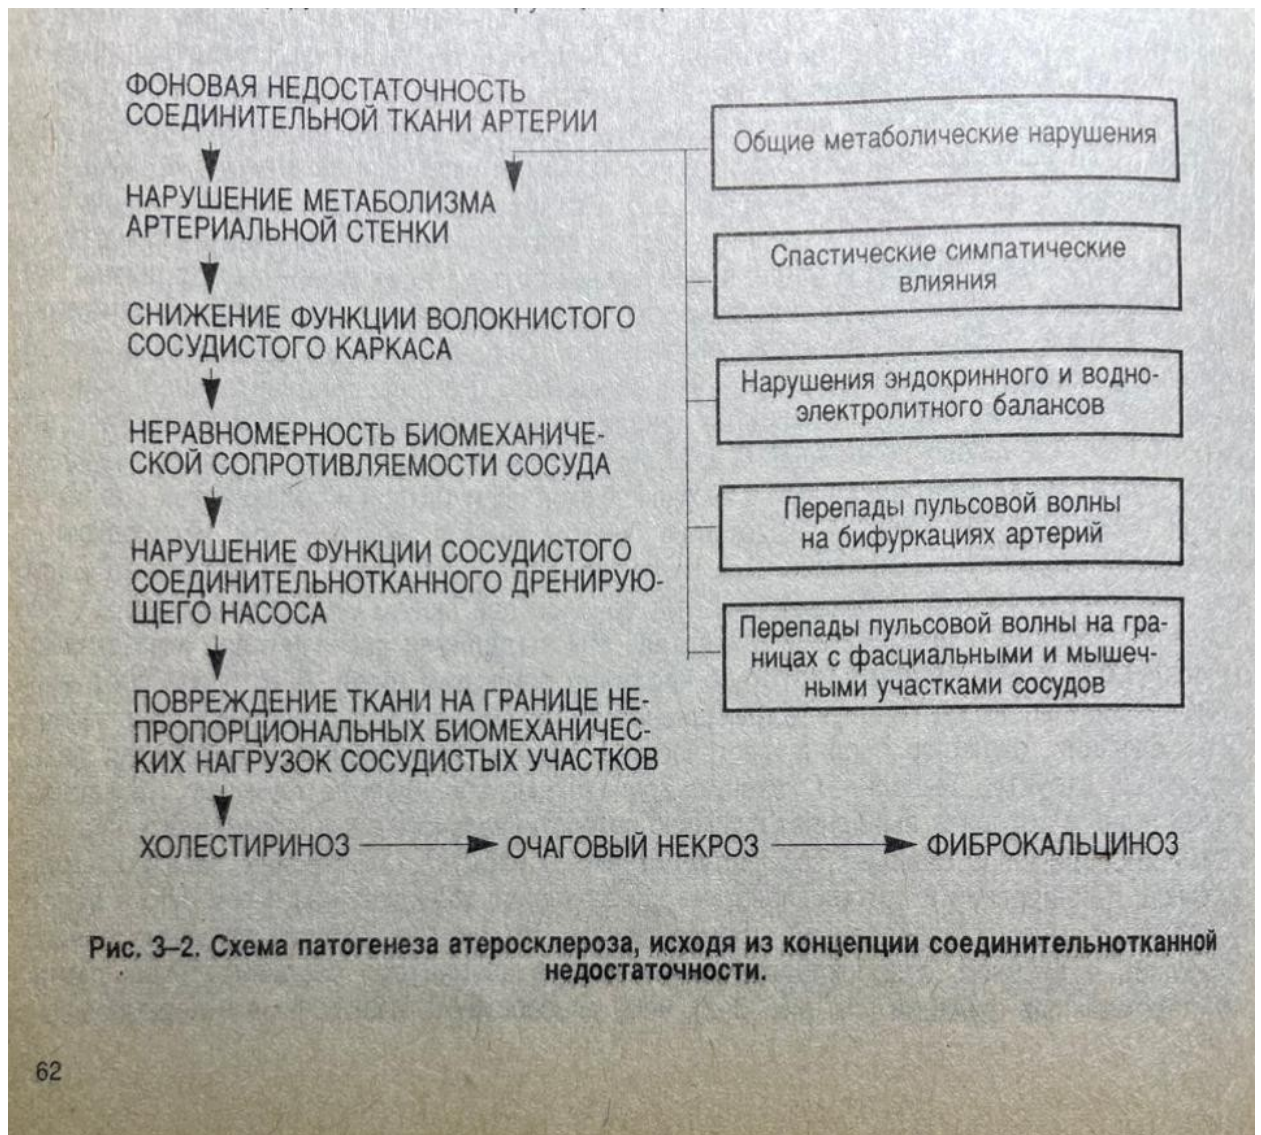 ФОНОВАЯ НЕДОСТАТОЧНОСТЬ
СОЕДИНИТЕЛЬНОЙ ТКАНИ АРТЕРИИ
НАРУШЕНИЕ МЕТАБОЛИЗМА
АРТЕРИАЛЬНОЙ СТЕНКИ
СНИЖЕНИЕ ФУНКЦИИ ВОЛОКНИСТОГО
СОСУДИСТОГО КАРКАСА
НЕРАВНОМЕРНОСТЬ БИОМЕХАНИЧЕ-
СКОЙ СОПРОТИВЛЯЕМОСТИ СОСУДА
НАРУШЕНИЕ ФУНКЦИИ СОСУДИСТОГО
СОЕДИНИТЕЛЬНОТКАННОГО ДРЕНИРУЮ-
ЩЕГО НАСОСА
ПОВРЕЖДЕНИЕ ТКАНИ НА ГРАНИЦЕ НЕ-
ПРОПОРЦИОНАЛЬНЫХ БИОМЕХАНИЧЕС-
КИХ НАГРУЗОК СОСУДИСТЫХ УЧАСТКОВ
Общие метаболические нарушения
Спастические симпатические
влияния
Нарушения эндокринного и водно-
электролитного балансов
Перепады пульсовой волны
на бифуркациях артерий
Перепады пульсовой волны на гра-
ницах с фасциальными и мышеч-
ными участками сосудов
ХОЛЕСТИРИНОЗ ОЧАГОВЫЙ НЕКРОЗ ФИБРОКАЛЬЦИНОЗ
Рис. 3–2. Схема патогенеза атеросклероза, исходя из концепции соединительнотканной
недостаточности.
62